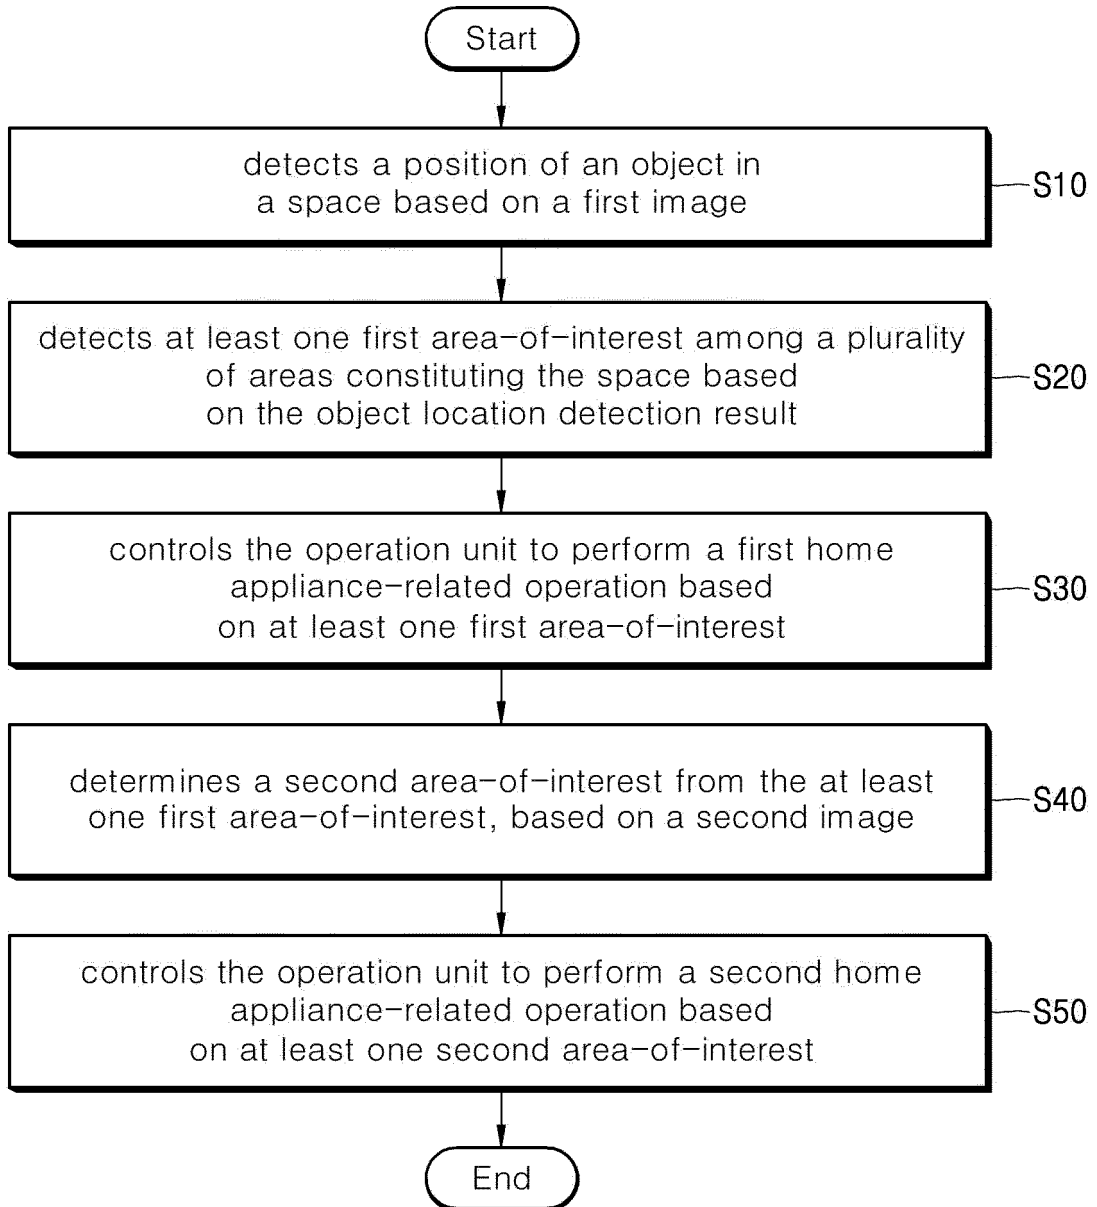 Start
detects a position of an object in
a space based on a first image
S10
detects at least one first area-of-interest among a plurality
of areas constituting the space based
on the object location detection result
S20
controls the operation unit to perform a first home
appliance-related operation based
on at least one first area-of-interest
S30
determines a second area-of-interest from the at least
one first area-of-interest, based on a second image
S40
controls the operation unit to perform a second home
appliance-related operation based
on at least one second area-of-interest
S50
End